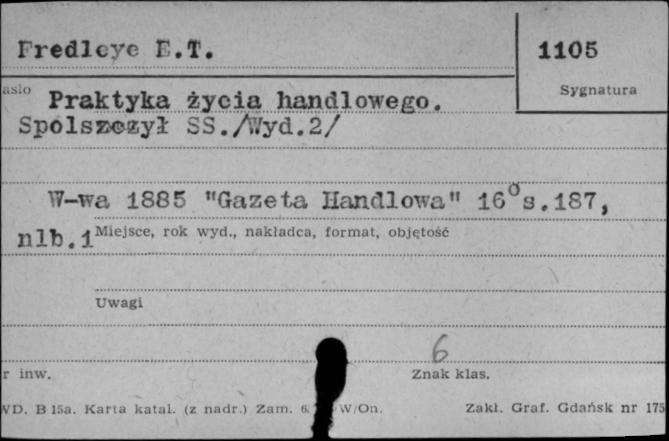 Fredleye E.T.
1105
asło
Sygnatura
Praktyka życia handlowego.
Spolszczył SS./Wyd.2/
W-wa 1885 "Gazeta Handlowa" 16° s.187,
nlb.1
Miejsce, rok wyd., nakładca, format, objętość
Uwagi
6
r inw.
Znak klas.
WD. B 15a. Karta katal. (z nadr.) Zam. 6 W/On.
Zakł. Graf. Gdańsk nr 175